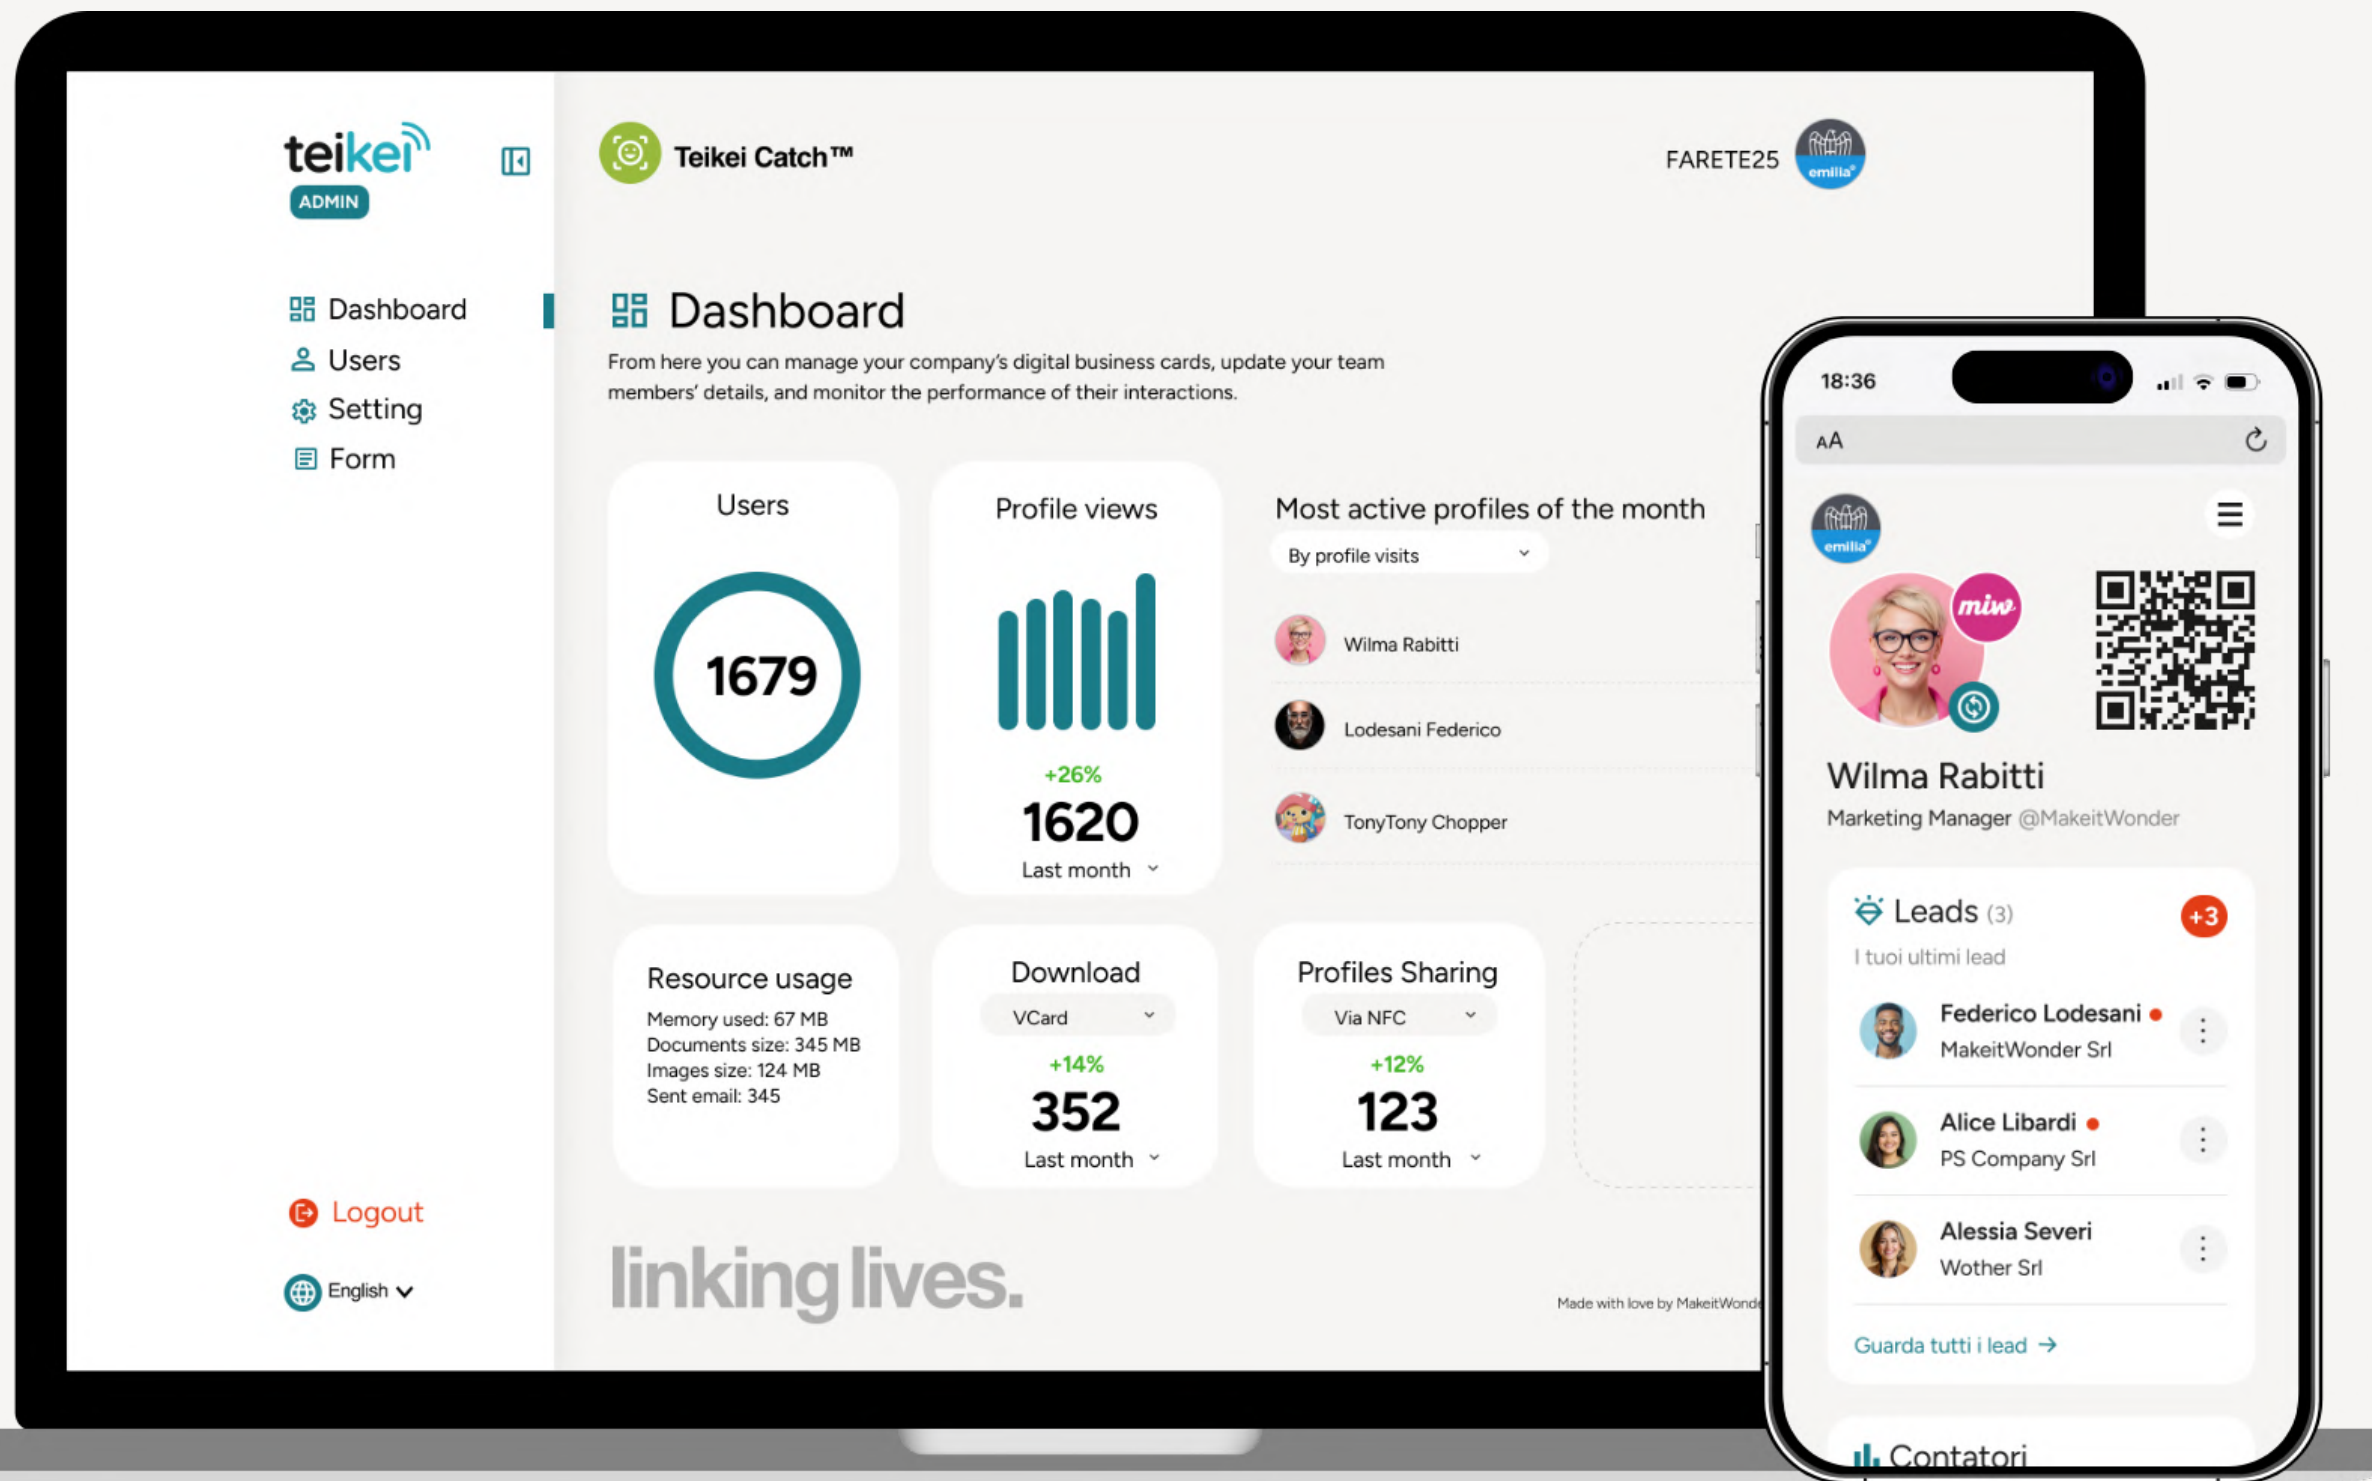 teikei
ADMIN
Dashboard
Users
Setting
Form
Logout
English
Teikei Catch™
FARETE25
emilia
Dashboard
From here you can manage your company's digital business cards, update your team
members' details, and monitor the performance of their interactions.
Users
1679
Profile views
+26%
1620
Last month
Most active profiles of the month
By profile visits
Wilma Rabitti
Lodesani Federico
TonyTony Chopper
Resource usage
Memory used: 67 MB
Documents size: 345 MB
Images size: 124 MB
Sent email: 345
Download
VCard
+14%
352
Last month
Profiles Sharing
Via NFC
+12%
123
Last month
linking lives.
Made with love by MakeitWonde
18:36
AA
emilia
miw
Wilma Rabitti
Marketing Manager @MakeitWonder
Leads (3)
+3
I tuoi ultimi lead
Federico Lodesani
MakeitWonder Srl
Alice Libardi
PS Company Srl
Alessia Severi
Wother Srl
Guarda tutti i lead →
Contatori